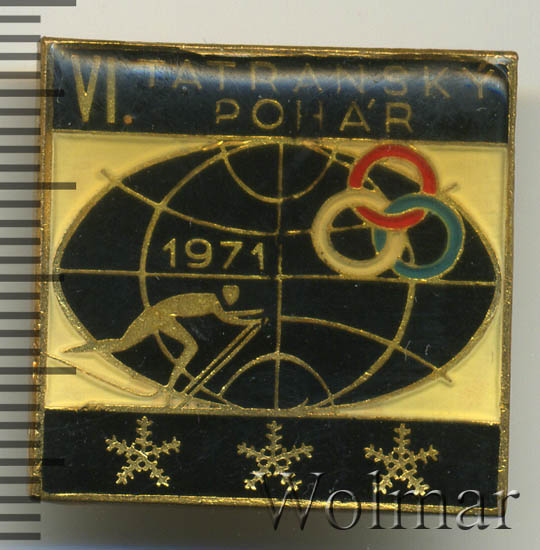 VI. TATRANSKÝ
POHÁR
1971
Wolmar